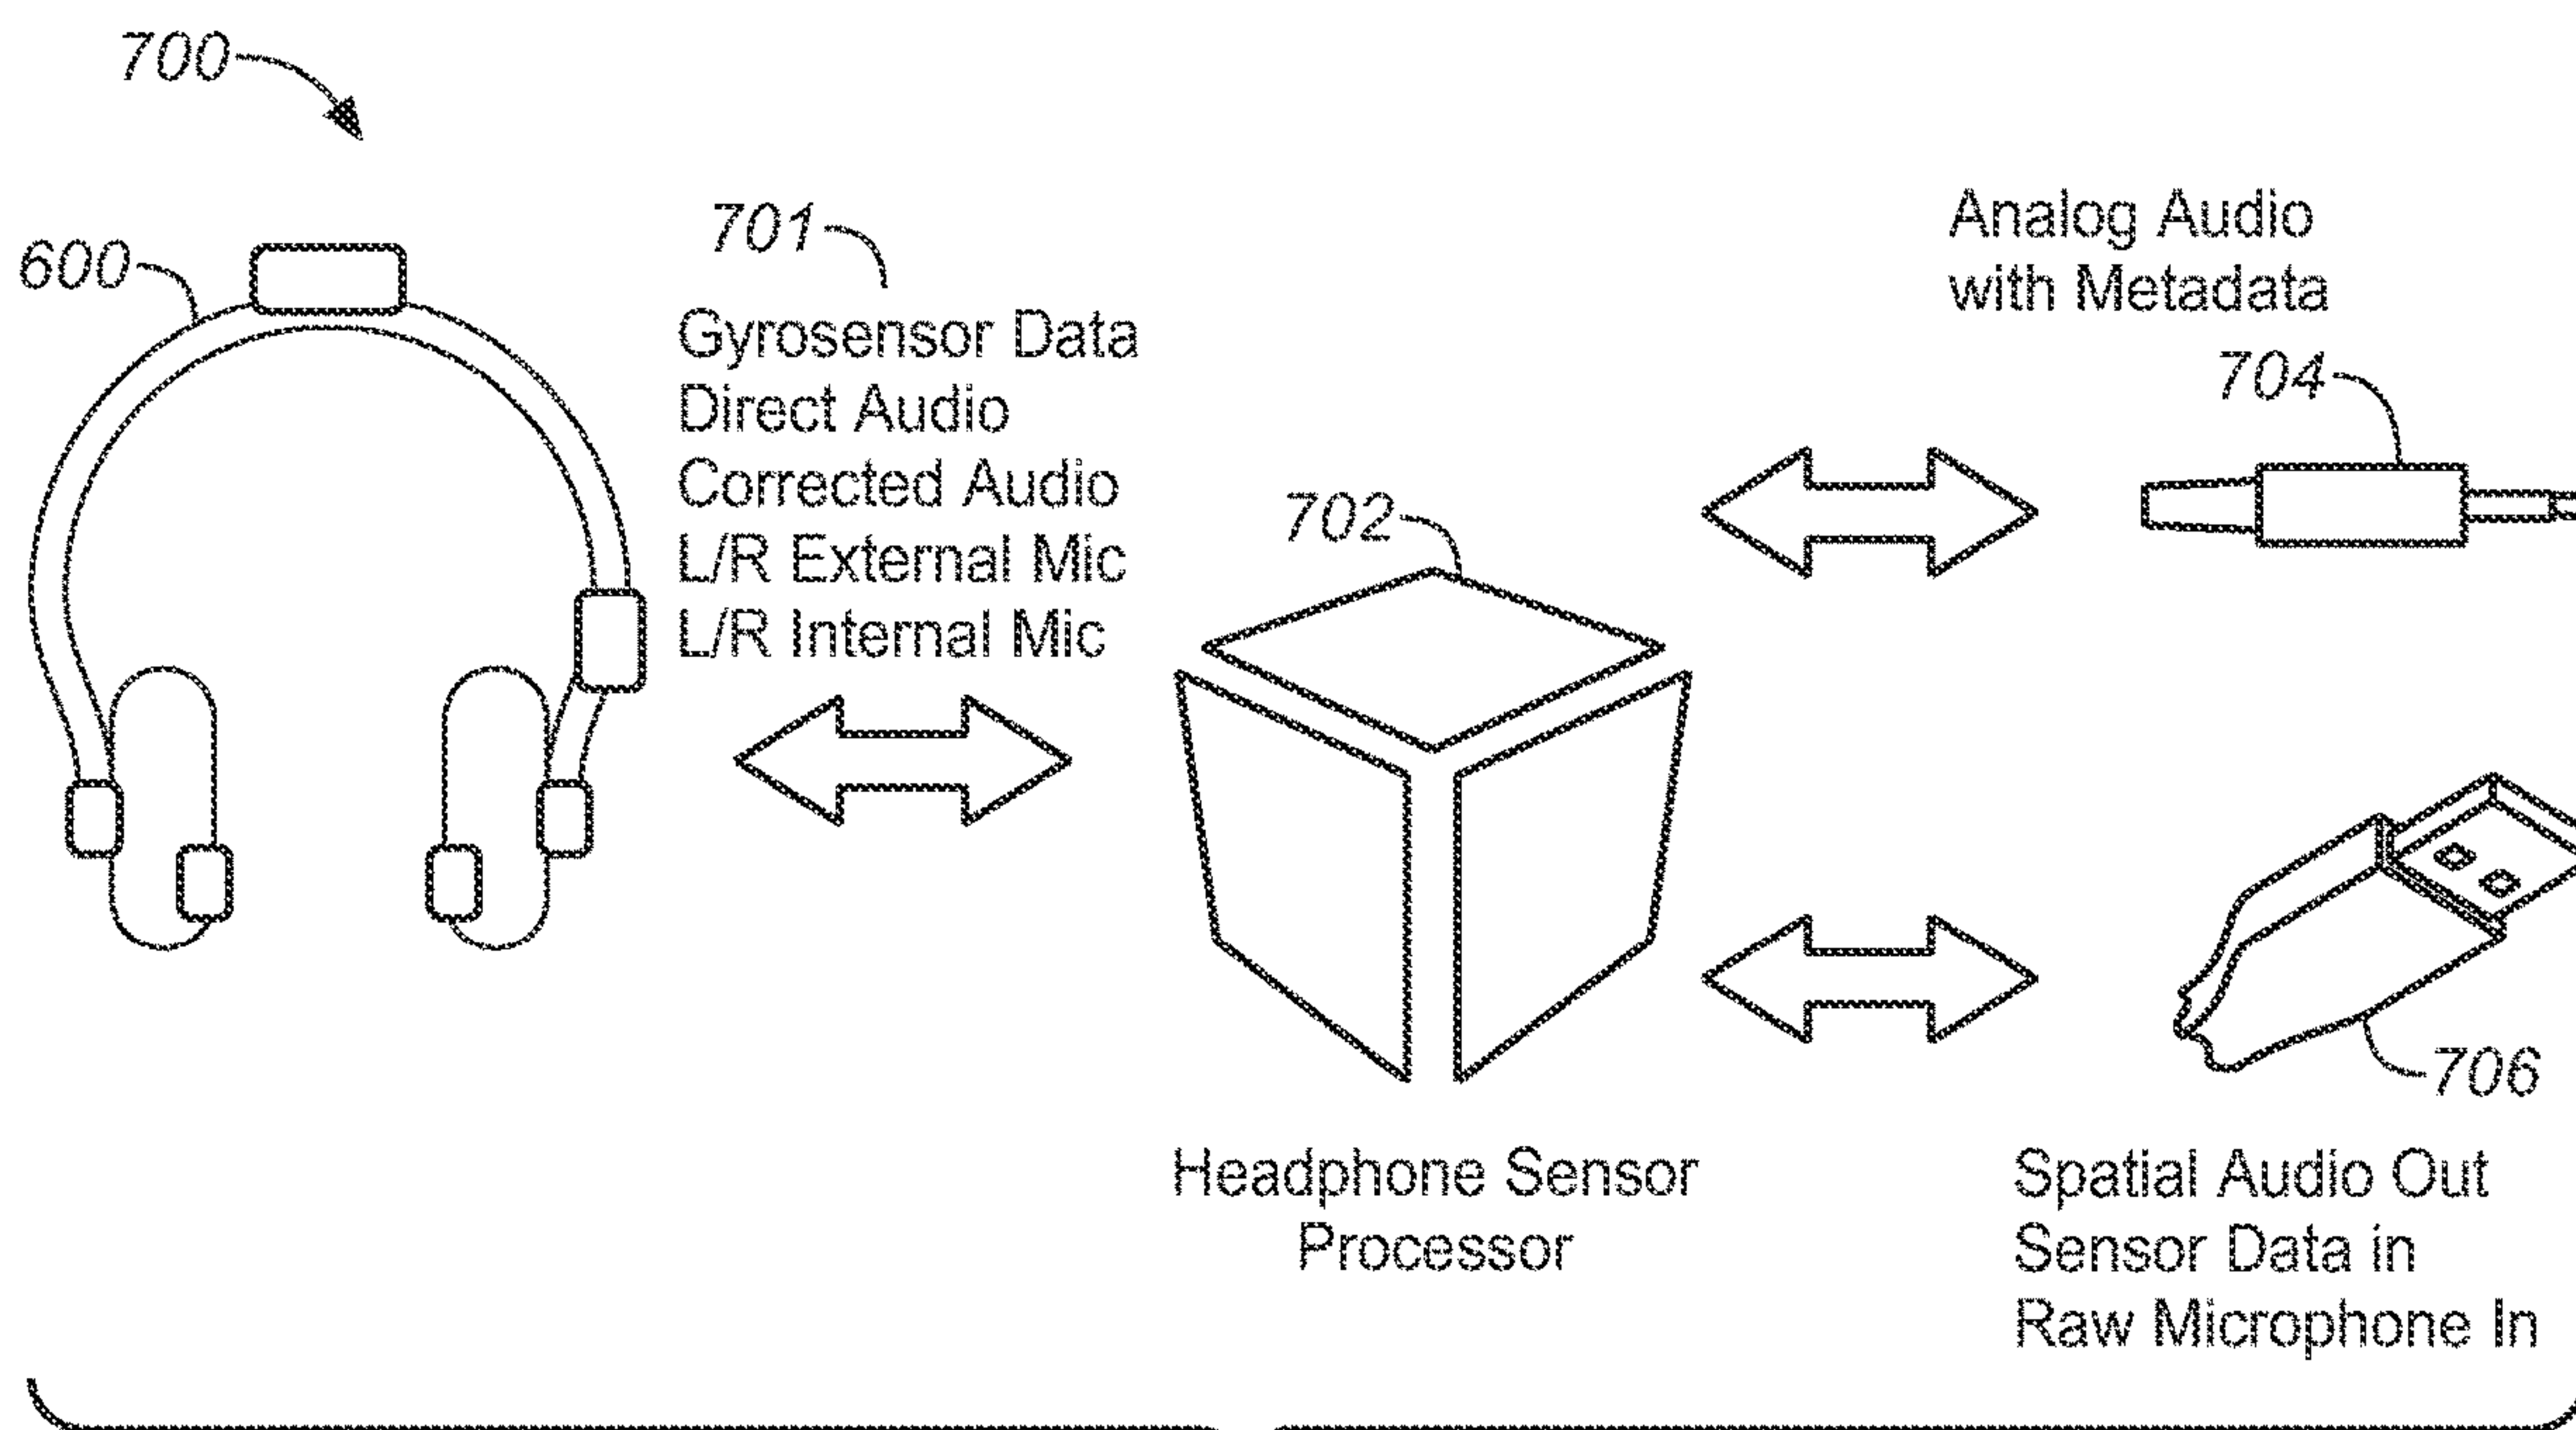 700
600
701
Gyrosensor Data
Direct Audio
Corrected Audio
L/R External Mic
L/R Internal Mic
702
Headphone Sensor
Processor
Analog Audio
with Metadata
704
706
Spatial Audio Out
Sensor Data in
Raw Microphone In